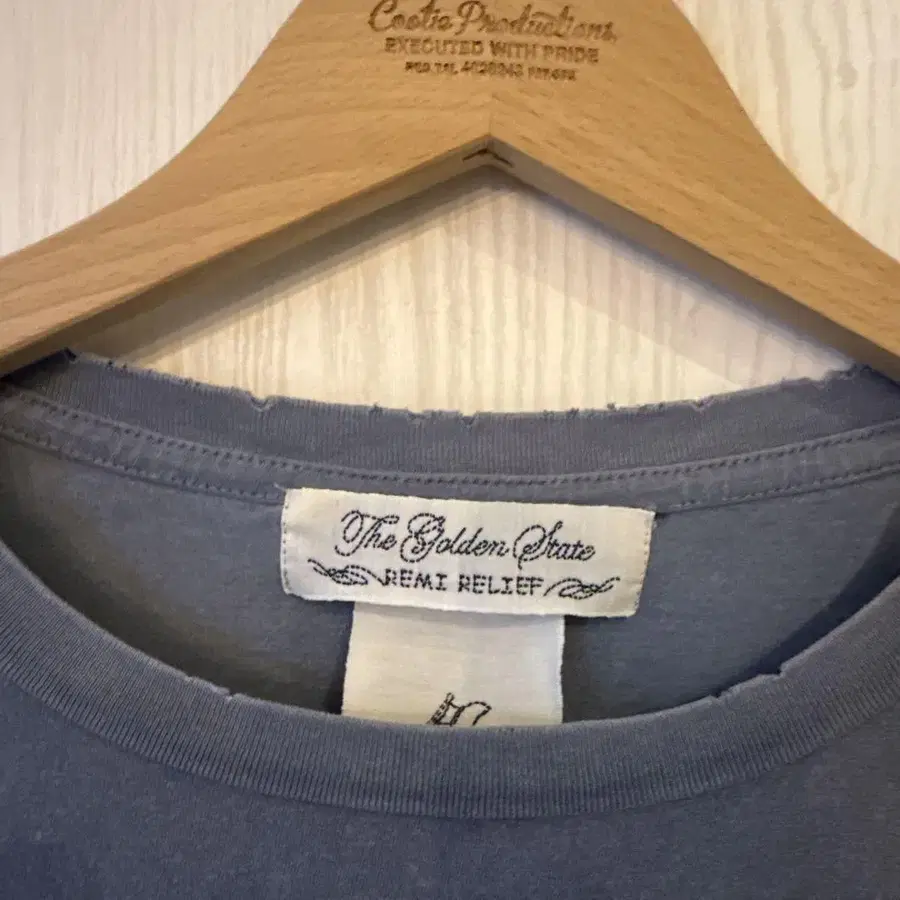 Cootie Productions,
EXECUTED WITH PRIDE
The Golden State
REMI RELIEF